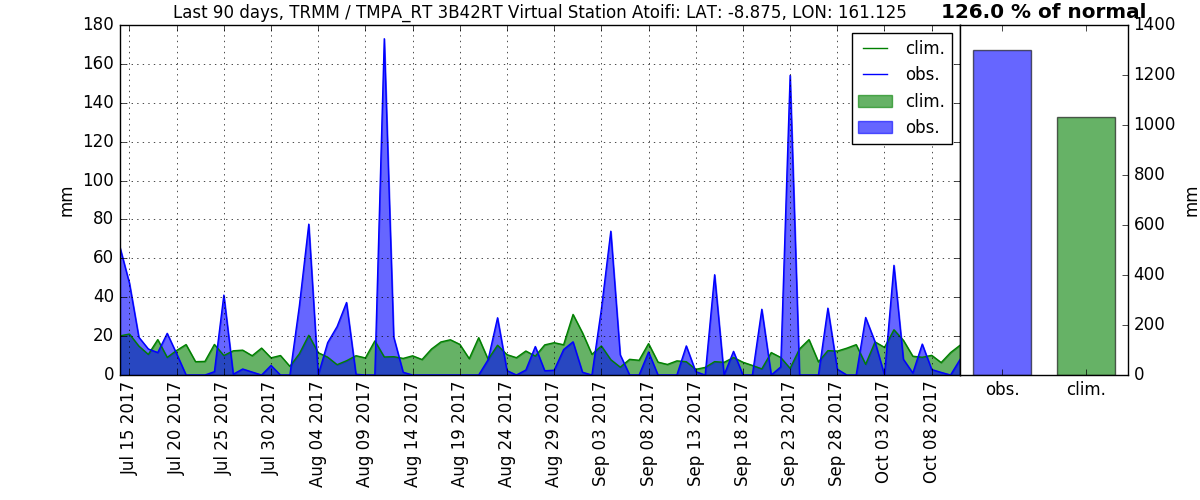 Last 90 days, TRMM / TMPA_RT 3B42RT Virtual Station Atoifi: LAT: -8.875, LON: 161.125
126.0 % of normal
180
160
140
120
100
80
60
40
20
0
mm
clim.
obs.
clim.
obs.
Jul 15 2017
Jul 20 2017
Jul 25 2017
Jul 30 2017
Aug 04 2017
Aug 09 2017
Aug 14 2017
Aug 19 2017
Aug 24 2017
Aug 29 2017
Sep 03 2017
Sep 08 2017
Sep 13 2017
Sep 18 2017
Sep 23 2017
Sep 28 2017
Oct 03 2017
Oct 08 2017
obs.
clim.
1400
1200
1000
800
600
400
200
0
mm